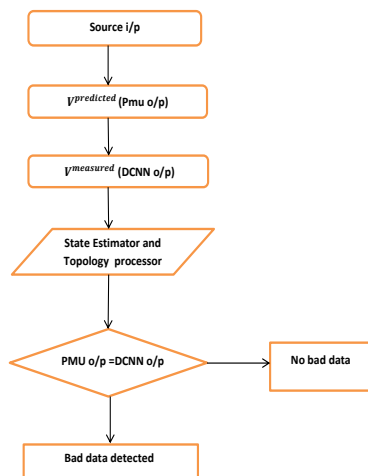 Source i/p
V^predicted (Pmu o/p)
V^measured (DCNN o/p)
State Estimator and
Topology processor
PMU o/p =DCNN o/p
No bad data
Bad data detected